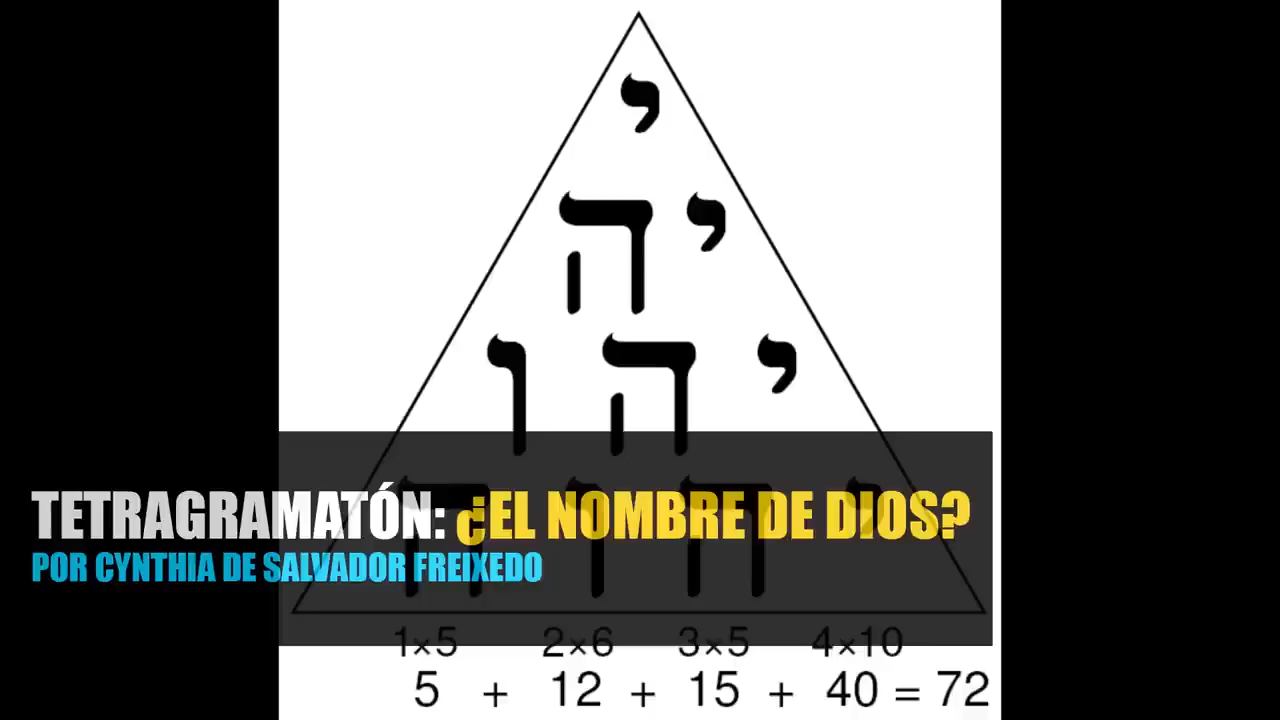 י
יה
יהו
יהוה
TETRAGRAMATÓN: ¿EL NOMBRE DE DIOS?
POR CYNTHIA DE SALVADOR FREIXEDO
1×5 2×6 3×5 4×10
5 + 12 + 15 + 40 = 72